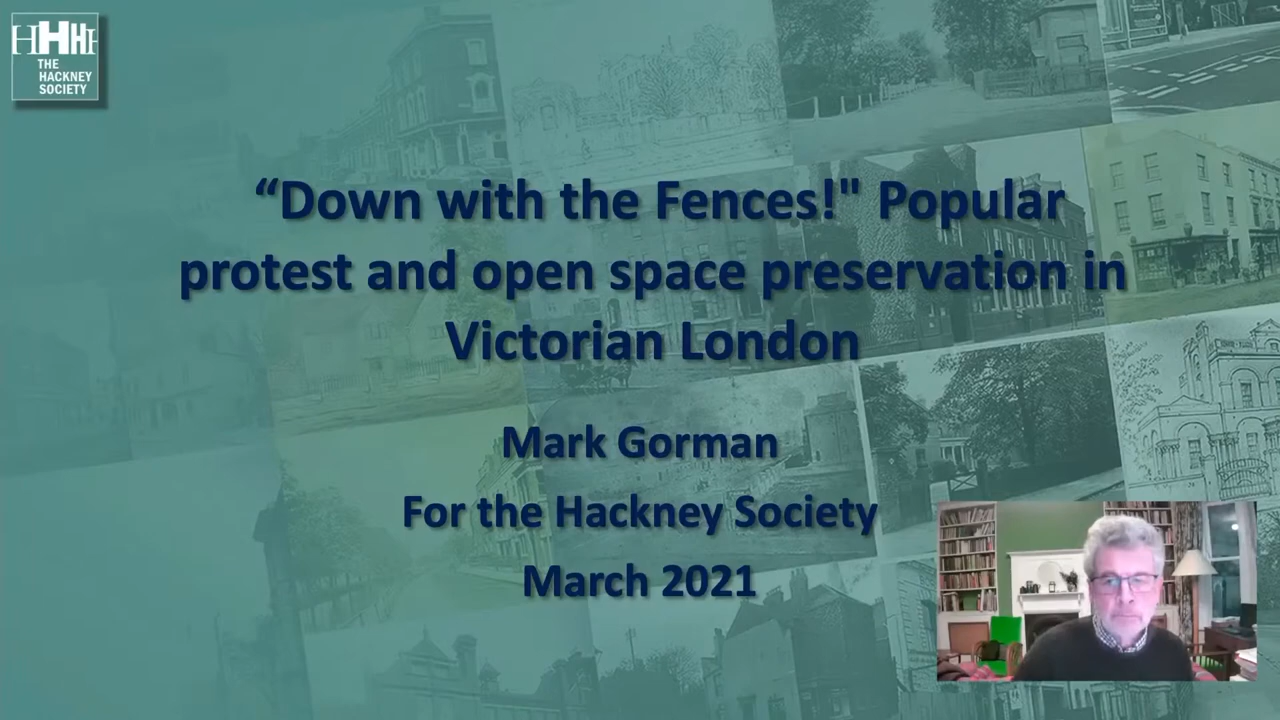 HHH
THE
HACKNEY
SOCIETY
“Down with the Fences!" Popular
protest and open space preservation in
Victorian London
Mark Gorman
For the Hackney Society
March 2021